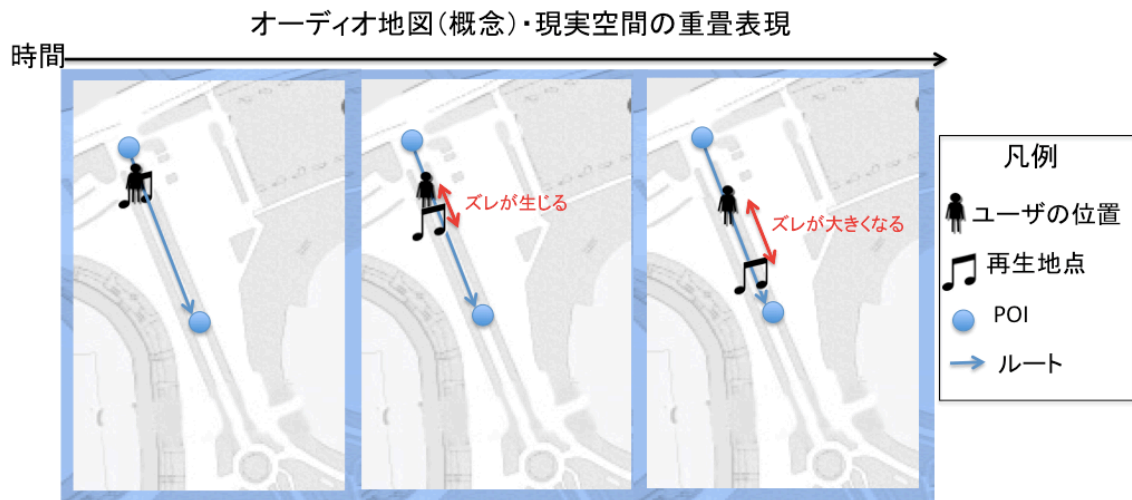 オーディオ地図(概念)・現実空間の重畳表現
時間
ズレが生じる
ズレが大きくなる
凡例
ユーザの位置
再生地点
POI
ルート